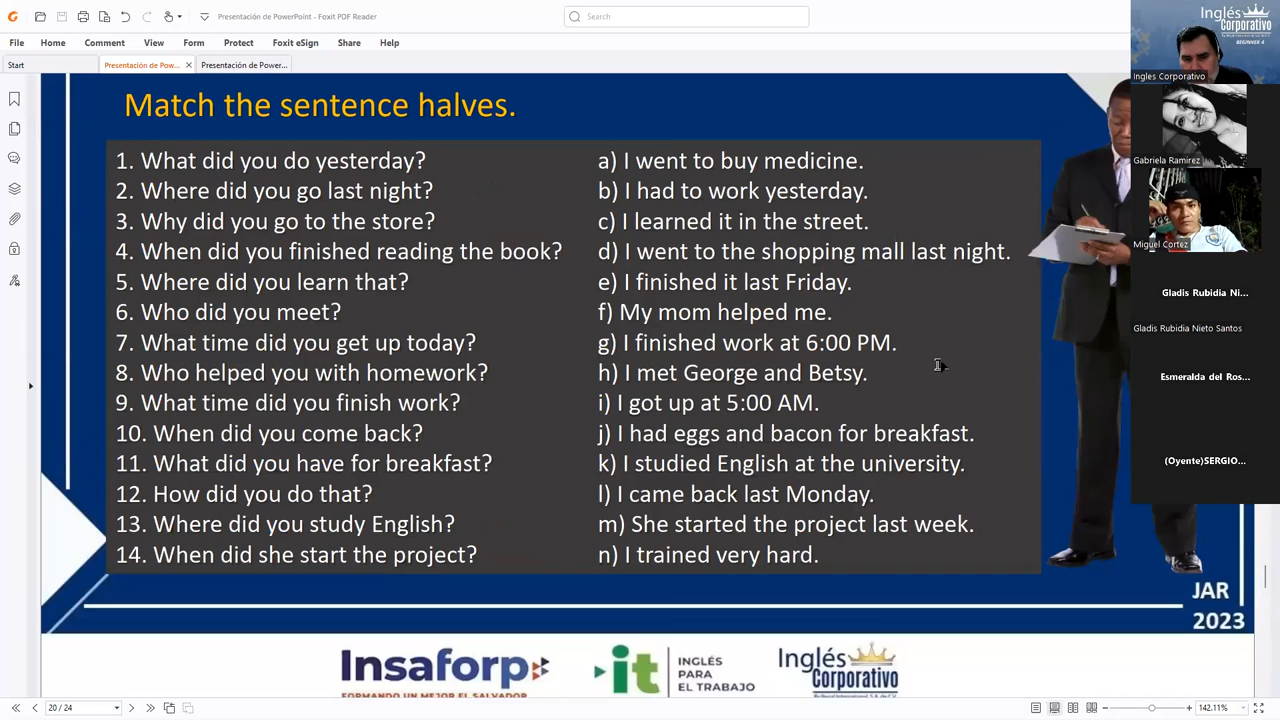 Presentación de PowerPoint - Foxit PDF Reader
Search
File Home Comment View Form Protect Foxit eSign Share Help
Start
Presentación de Pow...
Presentación de Power...
Match the sentence halves.
1. What did you do yesterday?
2. Where did you go last night?
3. Why did you go to the store?
4. When did you finished reading the book?
5. Where did you learn that?
6. Who did you meet?
7. What time did you get up today?
8. Who helped you with homework?
9. What time did you finish work?
10. When did you come back?
11. What did you have for breakfast?
12. How did you do that?
13. Where did you study English?
14. When did she start the project?
a) I went to buy medicine.
b) I had to work yesterday.
c) I learned it in the street.
d) I went to the shopping mall last night.
e) I finished it last Friday.
f) My mom helped me.
g) I finished work at 6:00 PM.
h) I met George and Betsy.
i) I got up at 5:00 AM.
j) I had eggs and bacon for breakfast.
k) I studied English at the university.
l) I came back last Monday.
m) She started the project last week.
n) I trained very hard.
JAR
2023
Insaforp
FORMANDO UN MEJOR EL SALVADOR
it
INGLÉS
PARA
EL TRABAJO
Inglés
Corporativo
Inglés
Corporativo
BEGINNER 4
Ingles Corporativo
Gabriela Ramirez
Miguel Cortez
Gladis Rubidia Ni...
Gladis Rubidia Nieto Santos
Esmeralda del Ros...
(Oyente)SERGIO...
20 / 24
142.11%